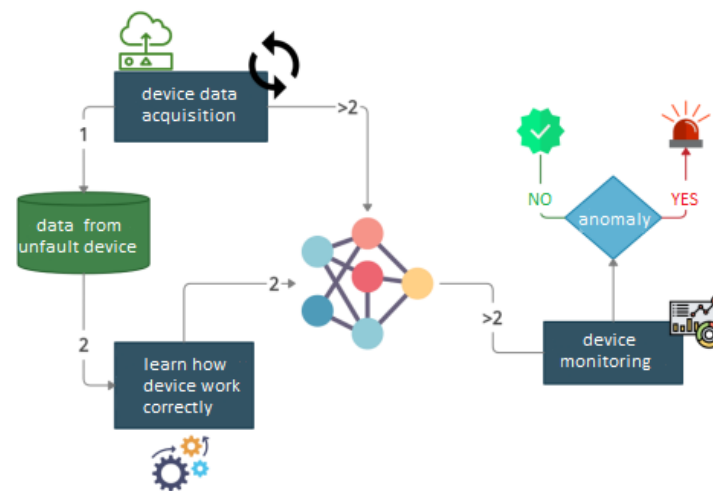 device data
acquisition
1
>2
data from
unfault device
2
learn how
device work
correctly
2
>2
device
monitoring
anomaly
NO
YES